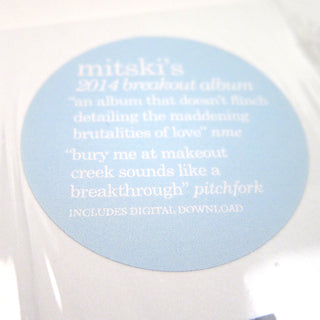 mitski's
2014 breakout album
"an album that doesn't flinch
detailing the maddening
brutalities of love" nme
"bury me at makeout
creek sounds like a
breakthrough" pitchfork
INCLUDES DIGITAL DOWNLOAD